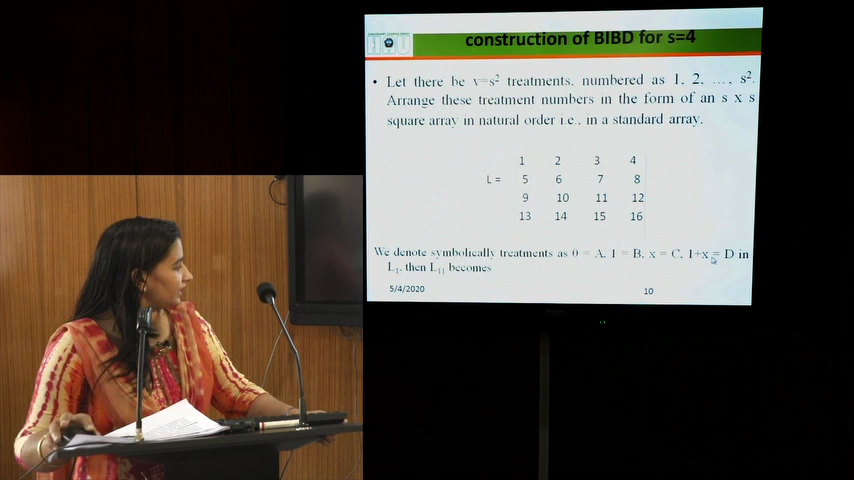 construction of BIBD for s=4
HAU
• Let there be v=s² treatments, numbered as 1, 2, ..., s².
Arrange these treatment numbers in the form of an s x s
square array in natural order i.e., in a standard array.
1 2 3 4
L = 5 6 7 8
9 10 11 12
13 14 15 16
We denote symbolically treatments as 0 = A, 1 = B, x = C, 1+x = D in
L₁, then L₁₁ becomes
5/4/2020 10